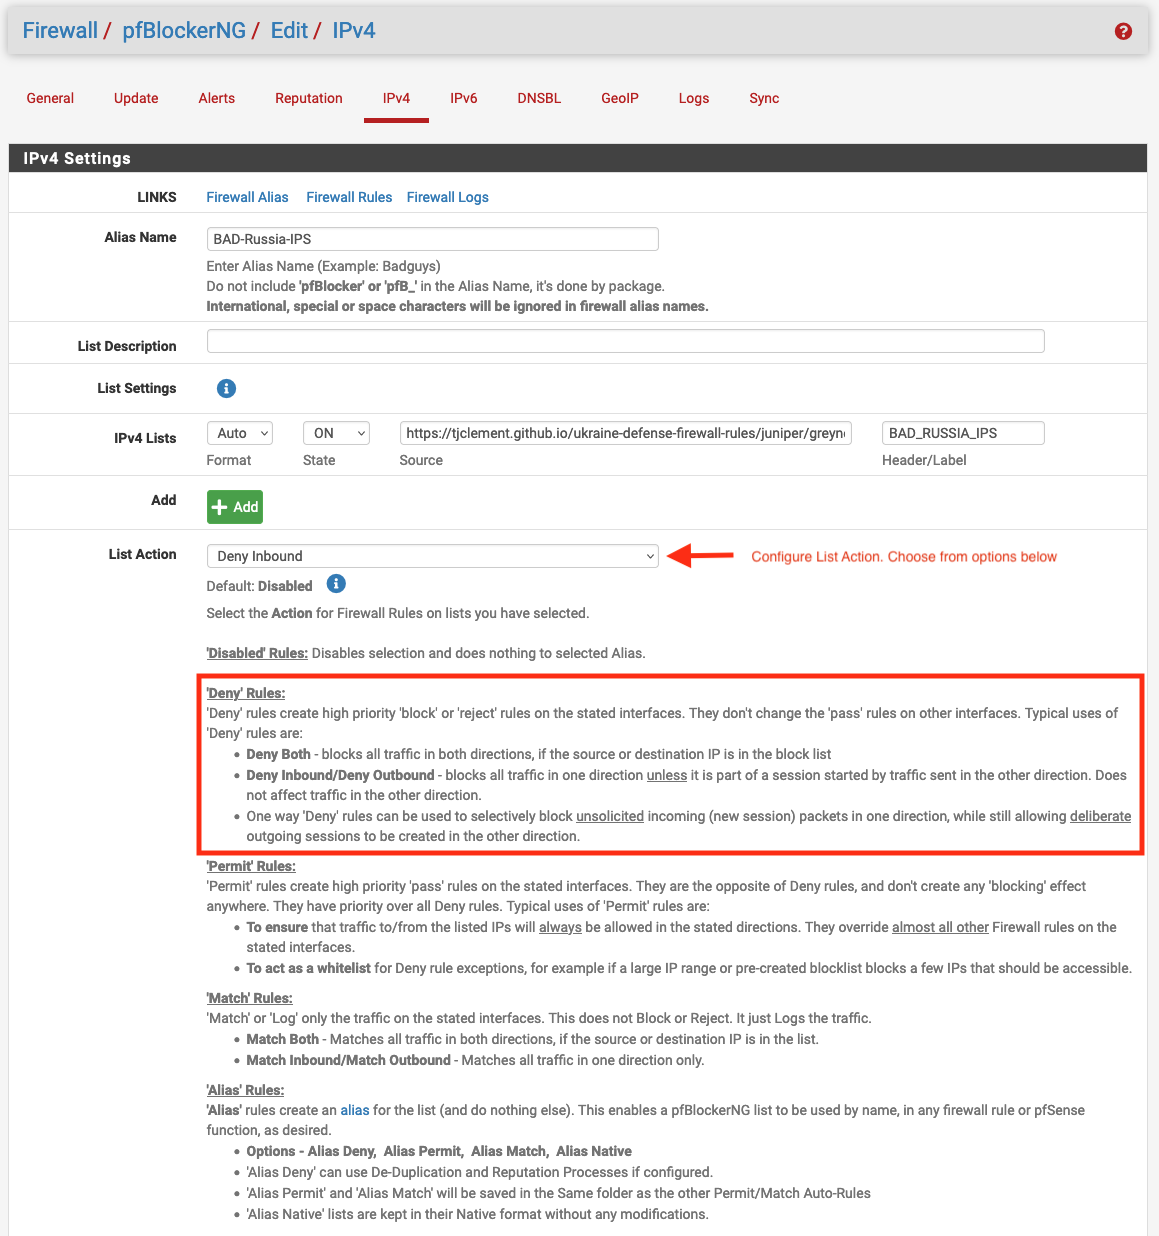 Firewall / pfBlockerNG / Edit / IPv4
General Update Alerts Reputation IPv4 IPv6 DNSBL GeoIP Logs Sync
IPv4 Settings
LINKS Firewall Alias Firewall Rules Firewall Logs
Alias Name BAD-Russia-IPS
Enter Alias Name (Example: Badguys)
Do not include 'pfBlocker' or 'pfB_' in the Alias Name, it's done by package.
International, special or space characters will be ignored in firewall alias names.
List Description
List Settings
IPv4 Lists Auto ON https://tjclement.github.io/ukraine-defense-firewall-rules/juniper/greyn BAD_RUSSIA_IPS
Format State Source Header/Label
Add + Add
List Action Deny Inbound Configure List Action. Choose from options below
Default: Disabled
Select the Action for Firewall Rules on lists you have selected.
'Disabled' Rules: Disables selection and does nothing to selected Alias.
'Deny' Rules:
'Deny' rules create high priority 'block' or 'reject' rules on the stated interfaces. They don't change the 'pass' rules on other interfaces. Typical uses of
'Deny' rules are:
• Deny Both - blocks all traffic in both directions, if the source or destination IP is in the block list
• Deny Inbound/Deny Outbound - blocks all traffic in one direction unless it is part of a session started by traffic sent in the other direction. Does
not affect traffic in the other direction.
• One way 'Deny' rules can be used to selectively block unsolicited incoming (new session) packets in one direction, while still allowing deliberate
outgoing sessions to be created in the other direction.
'Permit' Rules:
'Permit' rules create high priority 'pass' rules on the stated interfaces. They are the opposite of Deny rules, and don't create any 'blocking' effect
anywhere. They have priority over all Deny rules. Typical uses of 'Permit' rules are:
• To ensure that traffic to/from the listed IPs will always be allowed in the stated directions. They override almost all other Firewall rules on the
stated interfaces.
• To act as a whitelist for Deny rule exceptions, for example if a large IP range or pre-created blocklist blocks a few IPs that should be accessible.
'Match' Rules:
'Match' or 'Log' only the traffic on the stated interfaces. This does not Block or Reject. It just Logs the traffic.
• Match Both - Matches all traffic in both directions, if the source or destination IP is in the list.
• Match Inbound/Match Outbound - Matches all traffic in one direction only.
'Alias' Rules:
'Alias' rules create an alias for the list (and do nothing else). This enables a pfBlockerNG list to be used by name, in any firewall rule or pfSense
function, as desired.
• Options - Alias Deny, Alias Permit, Alias Match, Alias Native
• 'Alias Deny' can use De-Duplication and Reputation Processes if configured.
• 'Alias Permit' and 'Alias Match' will be saved in the Same folder as the other Permit/Match Auto-Rules
• 'Alias Native' lists are kept in their Native format without any modifications.